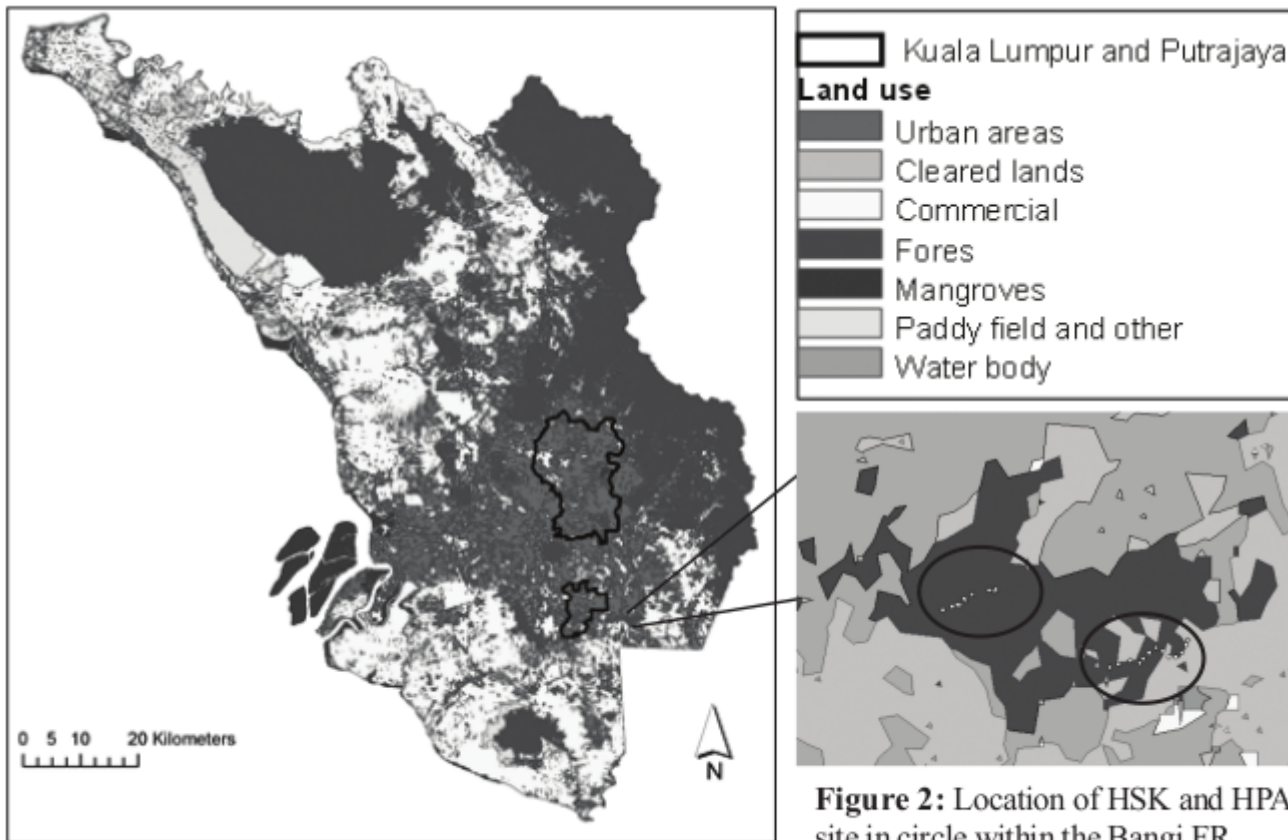 Kuala Lumpur and Putrajaya
Land use
Urban areas
Cleared lands
Commercial
Fores
Mangroves
Paddy field and other
Water body
0 5 10 20 Kilometers
N
Figure 2: Location of HSK and HPA
site in circle within the Bangi FR